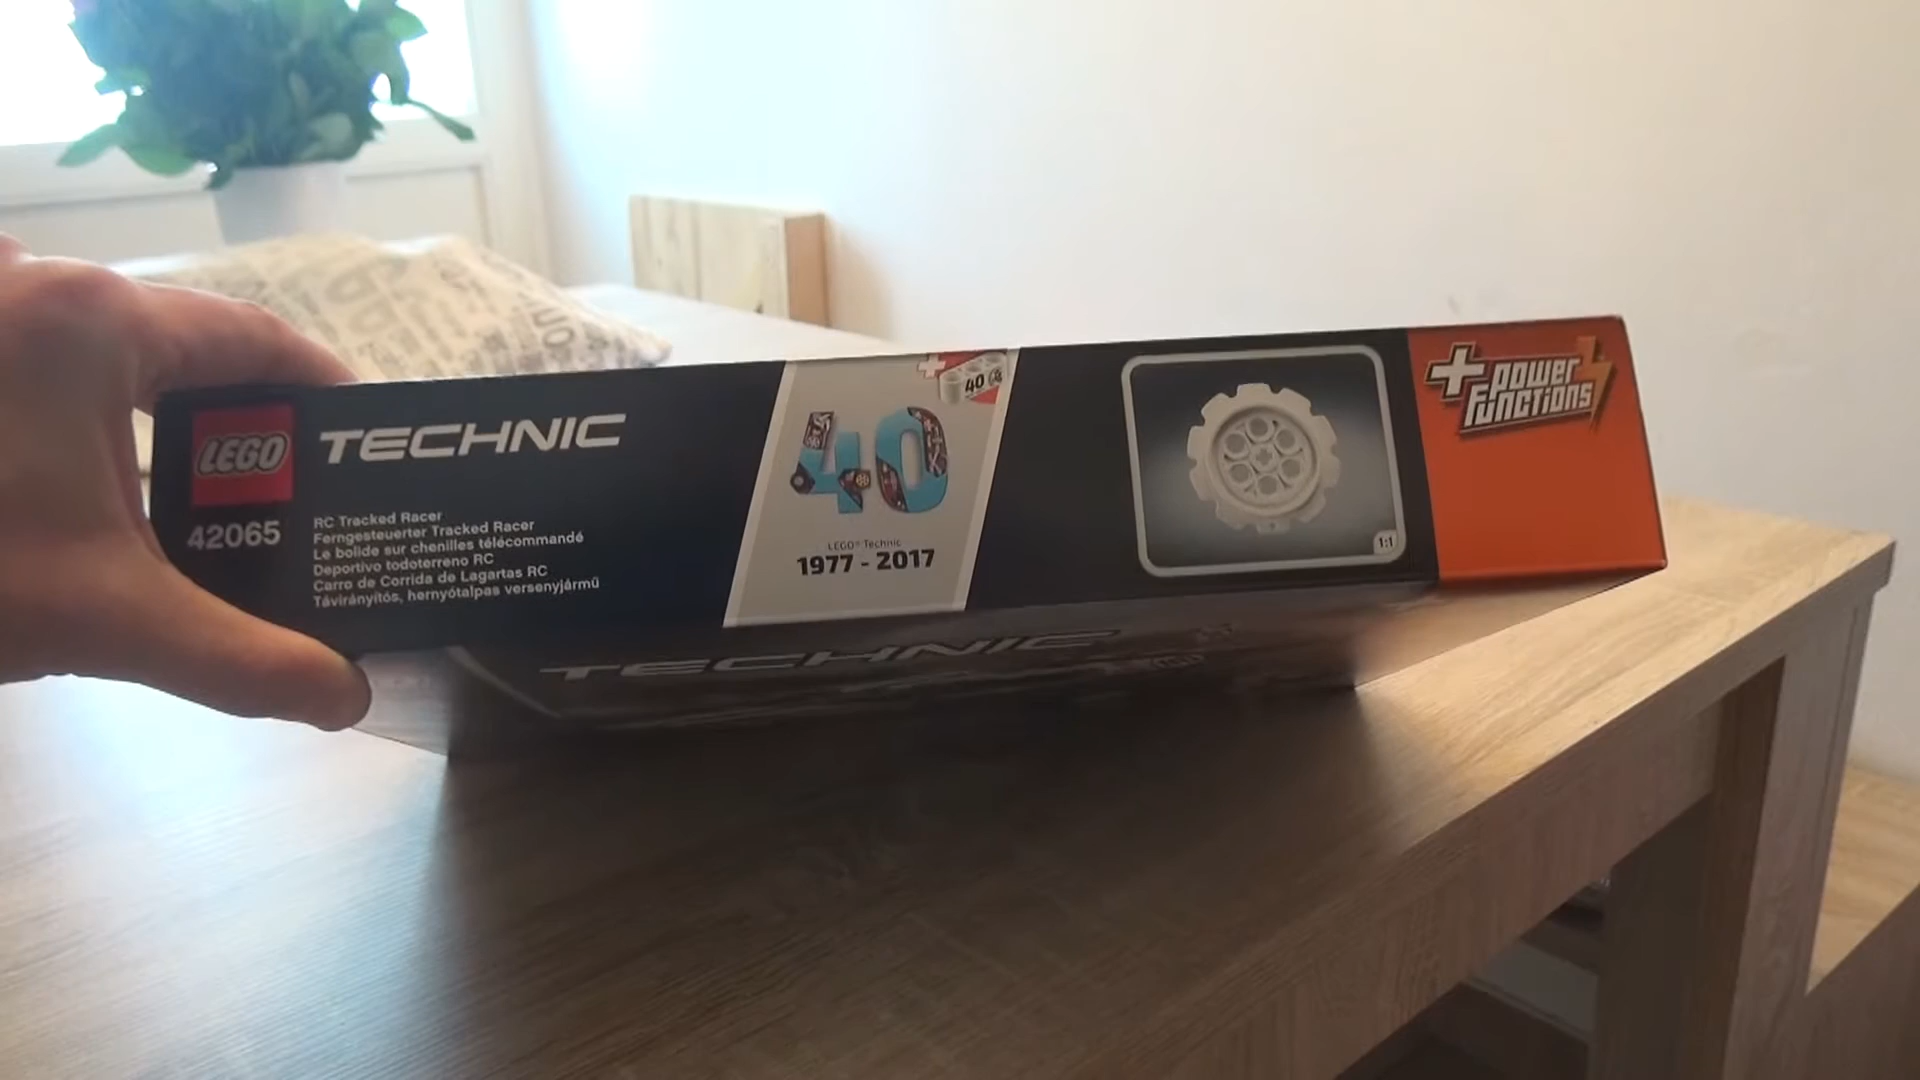 LEGO
TECHNIC
42065
RC Tracked Racer
Ferngesteuerter Tracked Racer
Le bolide sur chenilles télécommandé
Deportivo todoterreno RC
Carro de Corrida de Lagartas RC
Távirányítós, hernyótalpas versenyjármű
+ 40
40
LEGO® Technic
1977 - 2017
1:1
+ power
functions
TECHNIC